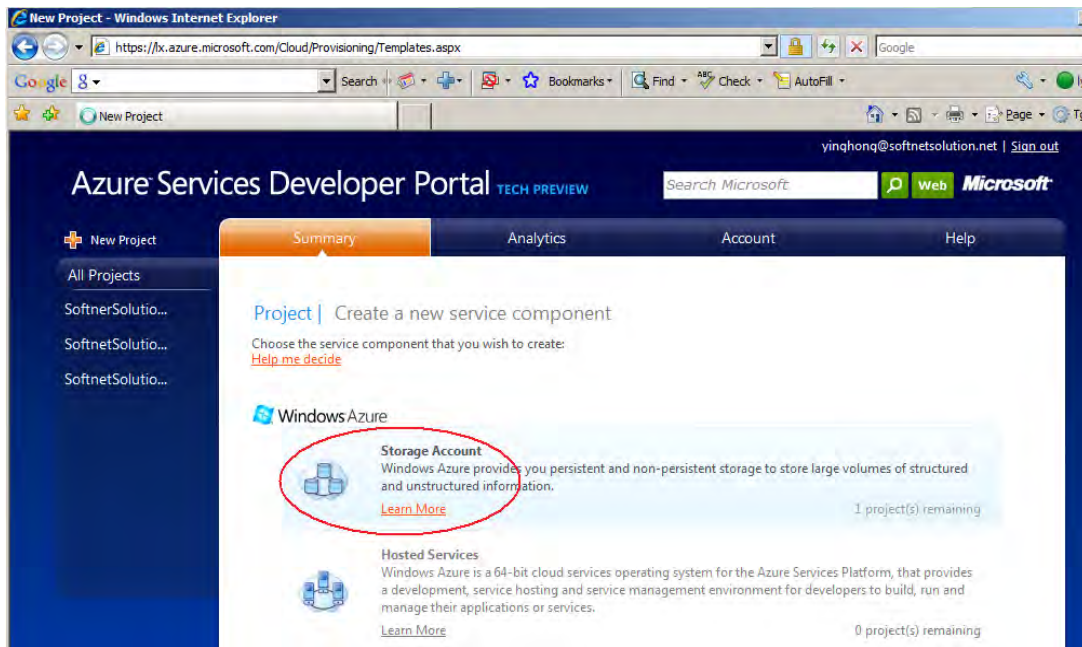 New Project - Windows Internet Explorer
https://lx.azure.microsoft.com/Cloud/Provisioning/Templates.aspx
Google
Google
Search
Bookmarks
Find
Check
AutoFill
New Project
Page
yinghong@softnetsolution.net | Sign out
Azure Services Developer Portal TECH PREVIEW
Search Microsoft
Web
Microsoft
New Project
Summary
Analytics
Account
Help
All Projects
SoftnerSolutio...
SoftnetSolutio...
SoftnetSolutio...
Project | Create a new service component
Choose the service component that you wish to create:
Help me decide
Windows Azure
Storage Account
Windows Azure provides you persistent and non-persistent storage to store large volumes of structured
and unstructured information.
Learn More
1 project(s) remaining
Hosted Services
Windows Azure is a 64-bit cloud services operating system for the Azure Services Platform, that provides
a development, service hosting and service management environment for developers to build, run and
manage their applications or services.
Learn More
0 project(s) remaining